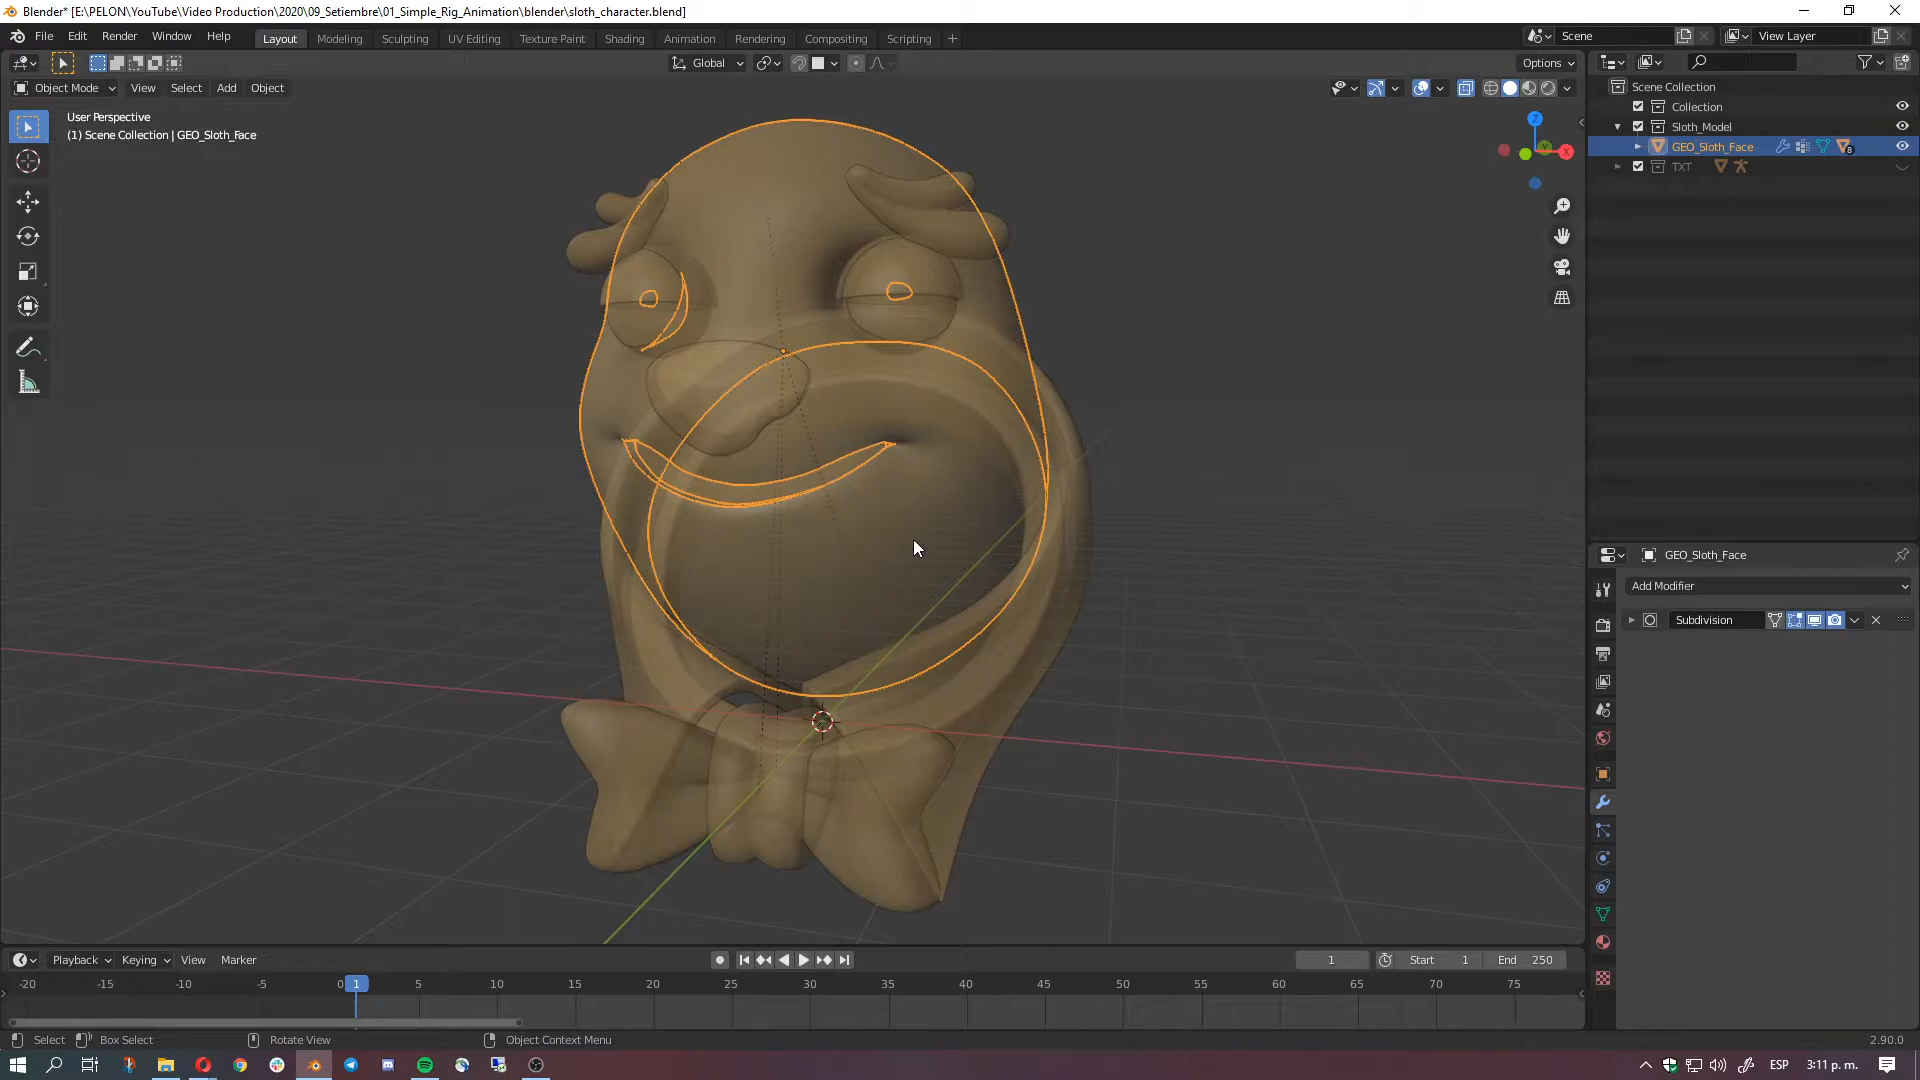 Blender* [E:\PELON\YouTube\Video Production\2020\09_Setiembre\01_Simple_Rig_Animation\blender\sloth_character.blend]
File Edit Render Window Help Layout Modeling Sculpting UV Editing Texture Paint Shading Animation Rendering Compositing Scripting + Scene View Layer
Global Options
Object Mode View Select Add Object
User Perspective
(1) Scene Collection | GEO_Sloth_Face
Z
X
Y
Scene Collection
Collection
Sloth_Model
GEO_Sloth_Face 8
TXT
GEO_Sloth_Face
Add Modifier
Subdivision
Playback Keying View Marker 1 Start 1 End 250
-20 -15 -10 -5 0 1 5 10 15 20 25 30 35 40 45 50 55 60 65 70 75
Select Box Select Rotate View Object Context Menu 2.90.0
ESP 3:11 p. m.